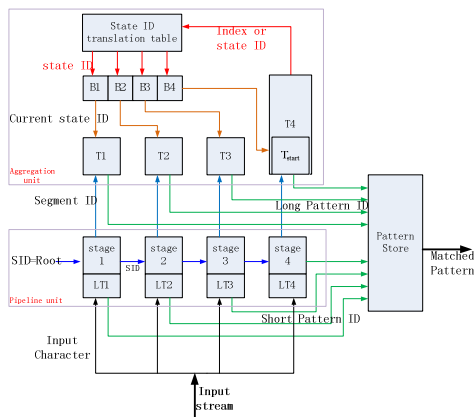 State ID
translation table
Index or
state ID
state ID
B1 B2 B3 B4
T4
Current state ID
T1 T2 T3 Tstart
Aggregation
unit
Segment ID
Long Pattern ID
Pattern
Store
Matched
Pattern
SID=Root
stage
1
SID
stage
2
stage
3
stage
4
LT1 LT2 LT3 LT4
Pipeline unit
Short Pattern ID
Input
Character
Input
stream